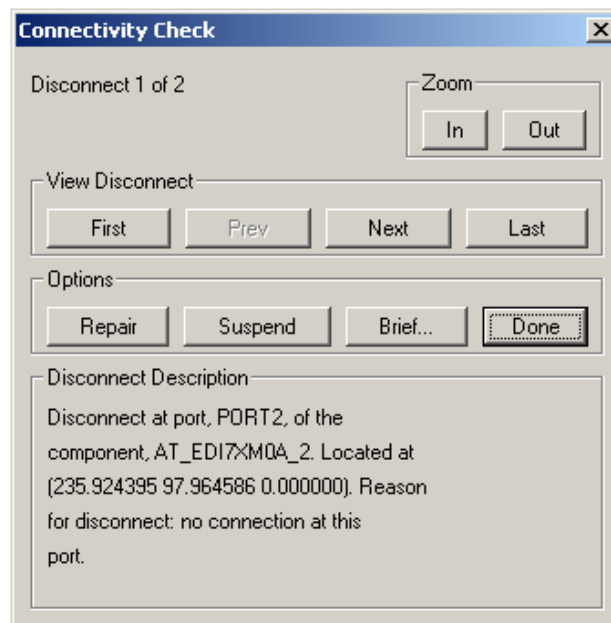 Connectivity Check
Disconnect 1 of 2
Zoom
In Out
View Disconnect
First Prev Next Last
Options
Repair Suspend Brief... Done
Disconnect Description
Disconnect at port, PORT2, of the
component, AT_EDI7XM0A_2. Located at
(235.924395 97.964586 0.000000). Reason
for disconnect: no connection at this
port.